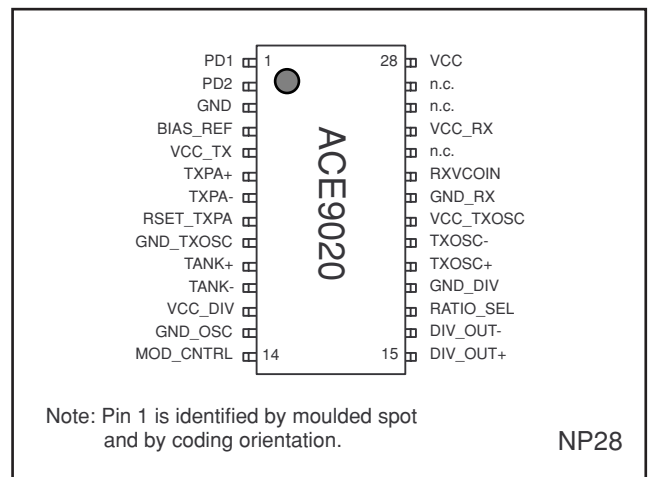 PD1 1 28 VCC
PD2 n.c.
GND n.c.
BIAS_REF VCC_RX
VCC_TX n.c.
TXPA+ RXVCOIN
TXPA- GND_RX
RSET_TXPA VCC_TXOSC
GND_TXOSC TXOSC-
TANK+ TXOSC+
TANK- GND_DIV
VCC_DIV RATIO_SEL
GND_OSC DIV_OUT-
MOD_CNTRL 14 15 DIV_OUT+
ACE9020
Note: Pin 1 is identified by moulded spot
and by coding orientation.
NP28